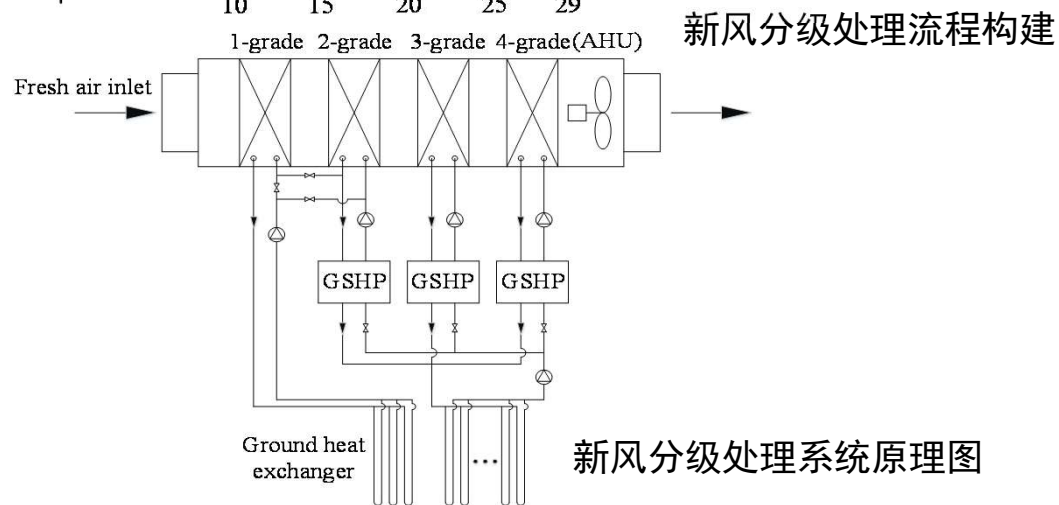 10 15 20 25 29
新风分级处理流程构建
1-grade 2-grade 3-grade 4-grade(AHU)
Fresh air inlet
GSHP GSHP GSHP
Ground heat
exchanger
新风分级处理系统原理图